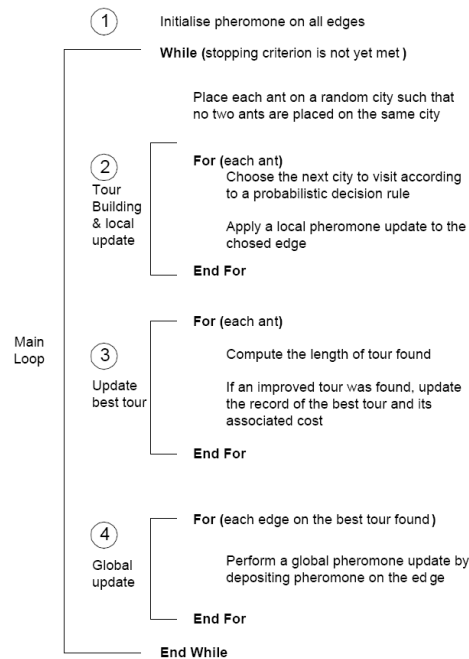 1
Initialise pheromone on all edges
While (stopping criterion is not yet met)
Place each ant on a random city such that
no two ants are placed on the same city
2
Tour
Building
& local
update
For (each ant)
Choose the next city to visit according
to a probabilistic decision rule
Apply a local pheromone update to the
chosed edge
End For
Main
Loop
3
Update
best tour
For (each ant)
Compute the length of tour found
If an improved tour was found, update
the record of the best tour and its
associated cost
End For
4
Global
update
For (each edge on the best tour found)
Perform a global pheromone update by
depositing pheromone on the edge
End For
End While